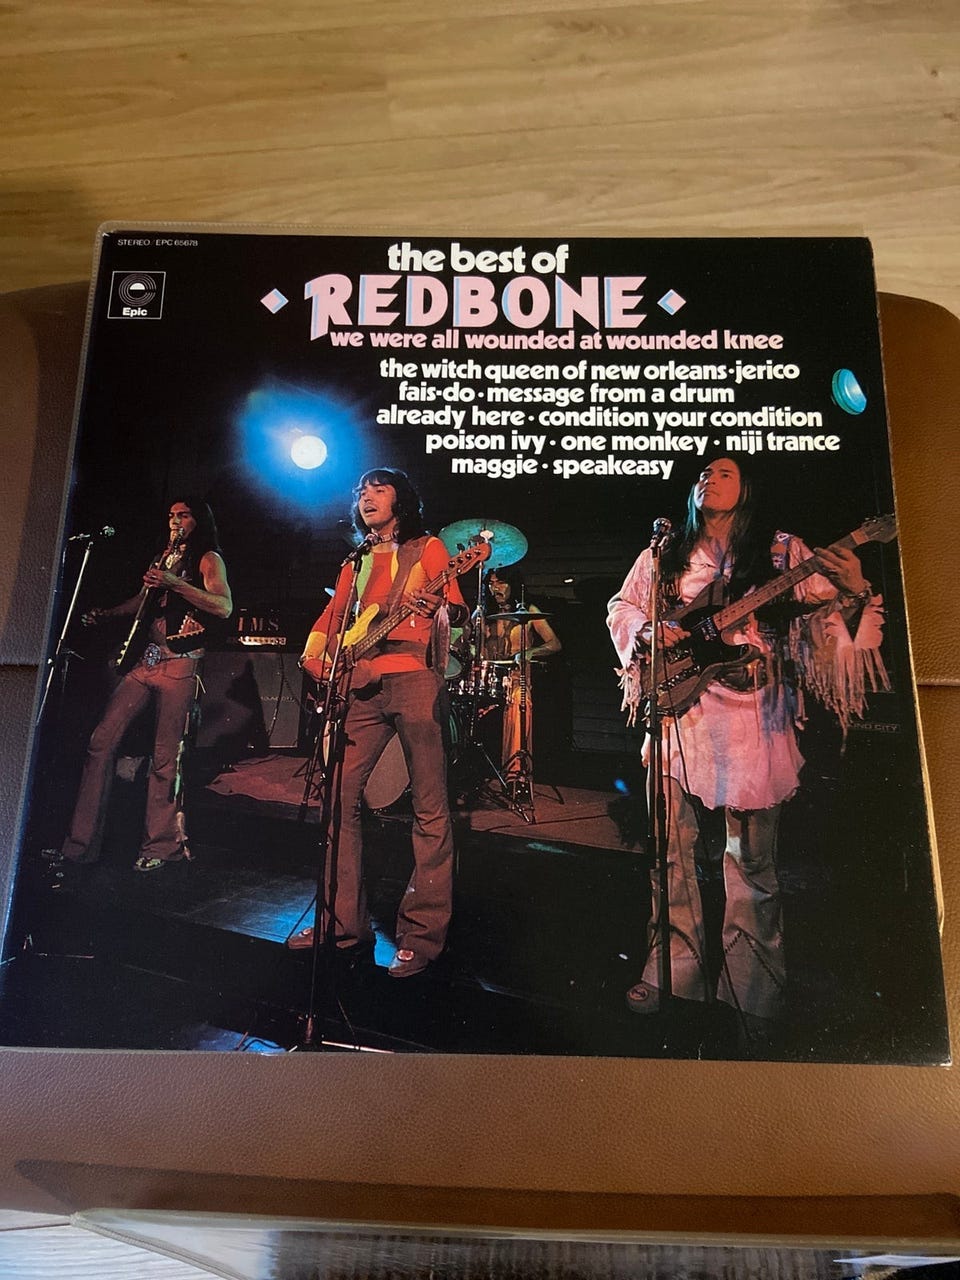 STEREO / EPC 65678
Epic
the best of
REDBONE
we were all wounded at wounded knee
the witch queen of new orleans·jerico
fais-do·message from a drum
already here·condition your condition
poison ivy·one monkey·niji trance
maggie·speakeasy